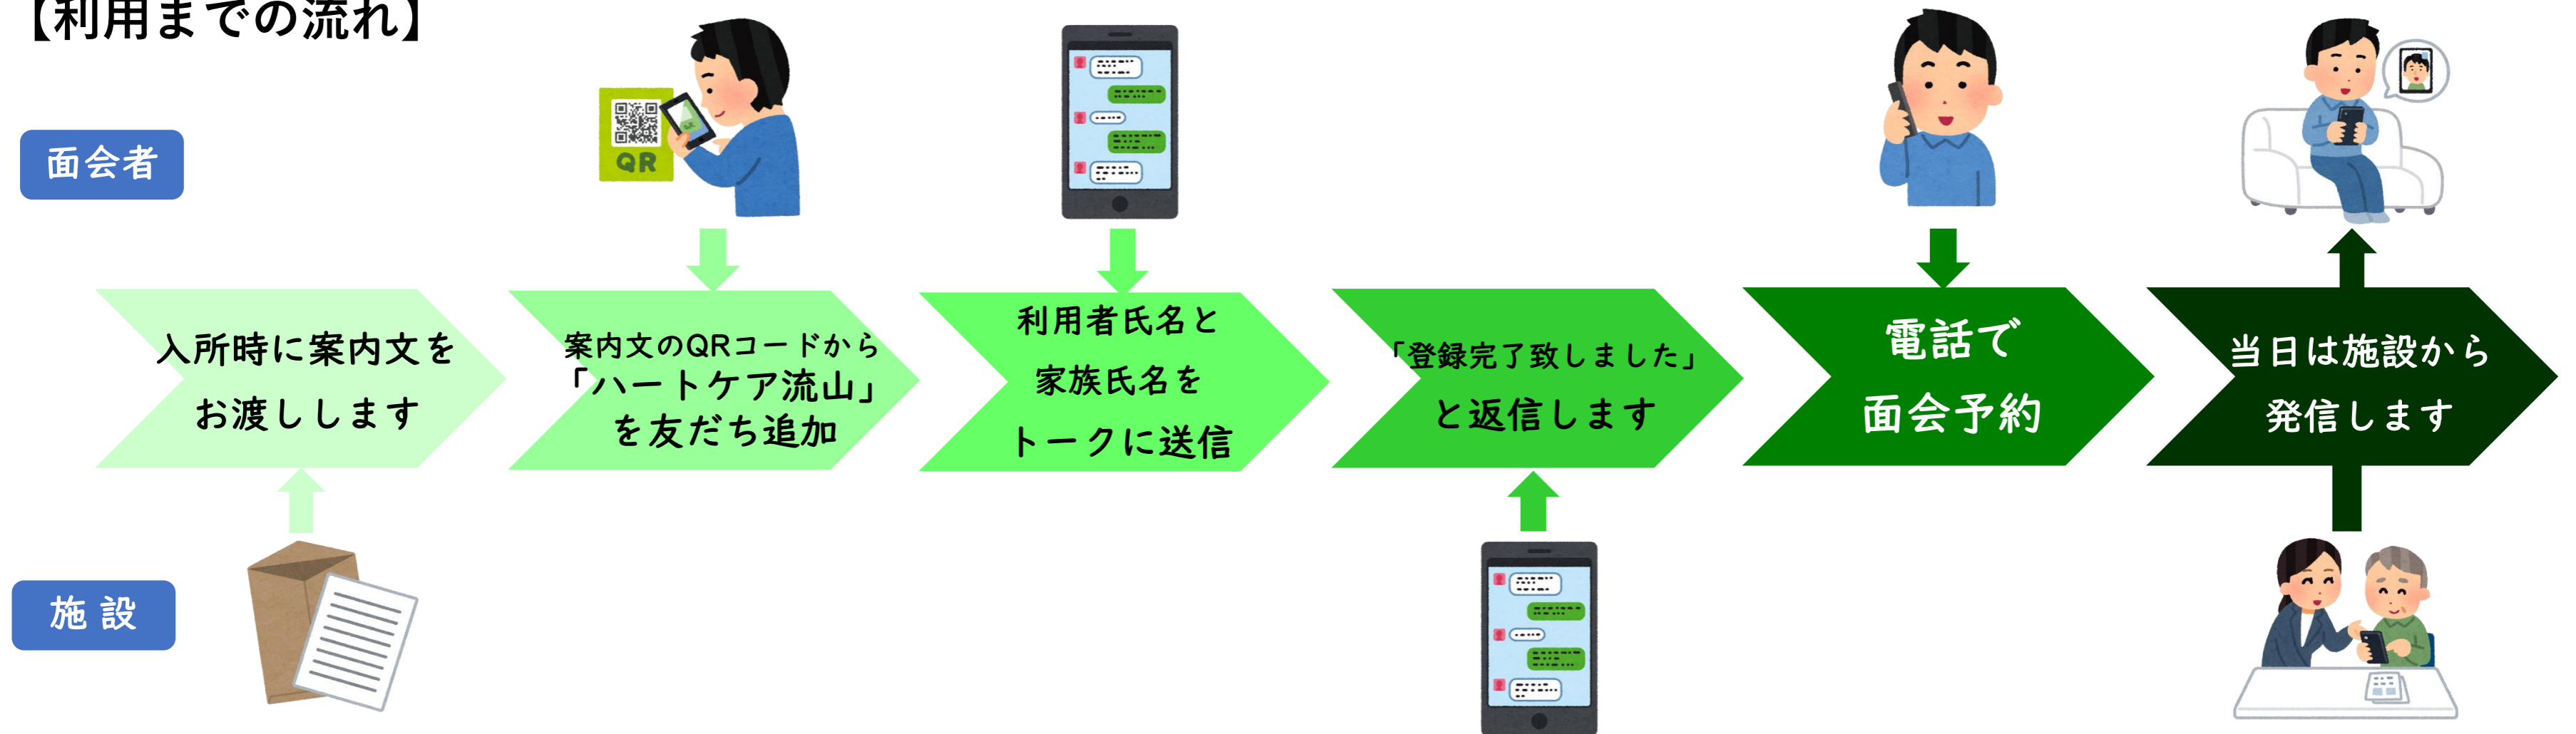 【利用までの流れ】
QR
面会者
入所時に案内文を
お渡しします
案内文のQRコードから
「ハートケア流山」
を友だち追加
利用者氏名と
家族氏名を
トークに送信
「登録完了致しました」
と返信します
電話で
面会予約
当日は施設から
発信します
施設